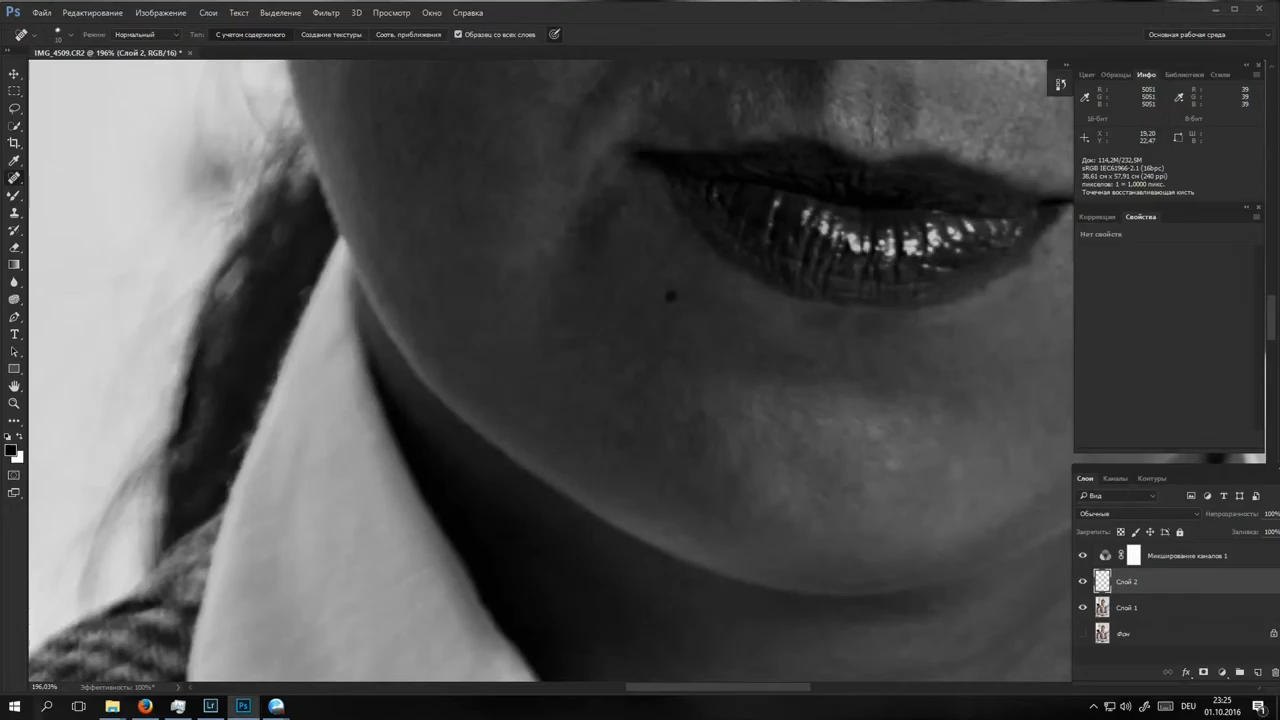 Ps Файл Редактирование Изображение Слои Текст Выделение Фильтр 3D Просмотр Окно Справка
10 Режим: Нормальный Тип: С учетом содержимого Создание текстуры Соотв. приближения Образец со всех слоев Основная рабочая среда
IMG_4509.CR2 @ 196% (Слой 2, RGB/16) *
Цвет Образцы Инфо Библиотеки Стили
R : 5051 R : 39
G : 5051 G : 39
B : 5051 B : 39
16-бит 8-бит
X : 19,20 Ш :
Y : 22,47 В :
Док: 114,2M/232,5M
sRGB IEC61966-2.1 (16bpc)
38,61 см x 57,91 см (240 ppi)
пикселов: 1 = 1,0000 пикс.
Точечная восстанавливающая кисть
Коррекция Свойства
Нет свойств
Слои Каналы Контуры
Вид
Обычные Непрозрачность: 100%
Закрепить: Заливка: 100%
Микширование каналов 1
Слой 2
Слой 1
Фон
196,03% Эффективность: 100%*
Lr Ps DEU 23:25
01.10.2016